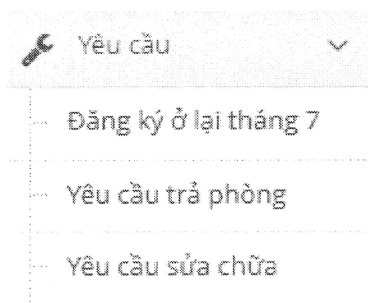 Yêu cầu
Đăng ký ở lại tháng 7
Yêu cầu trả phòng
Yêu cầu sửa chữa